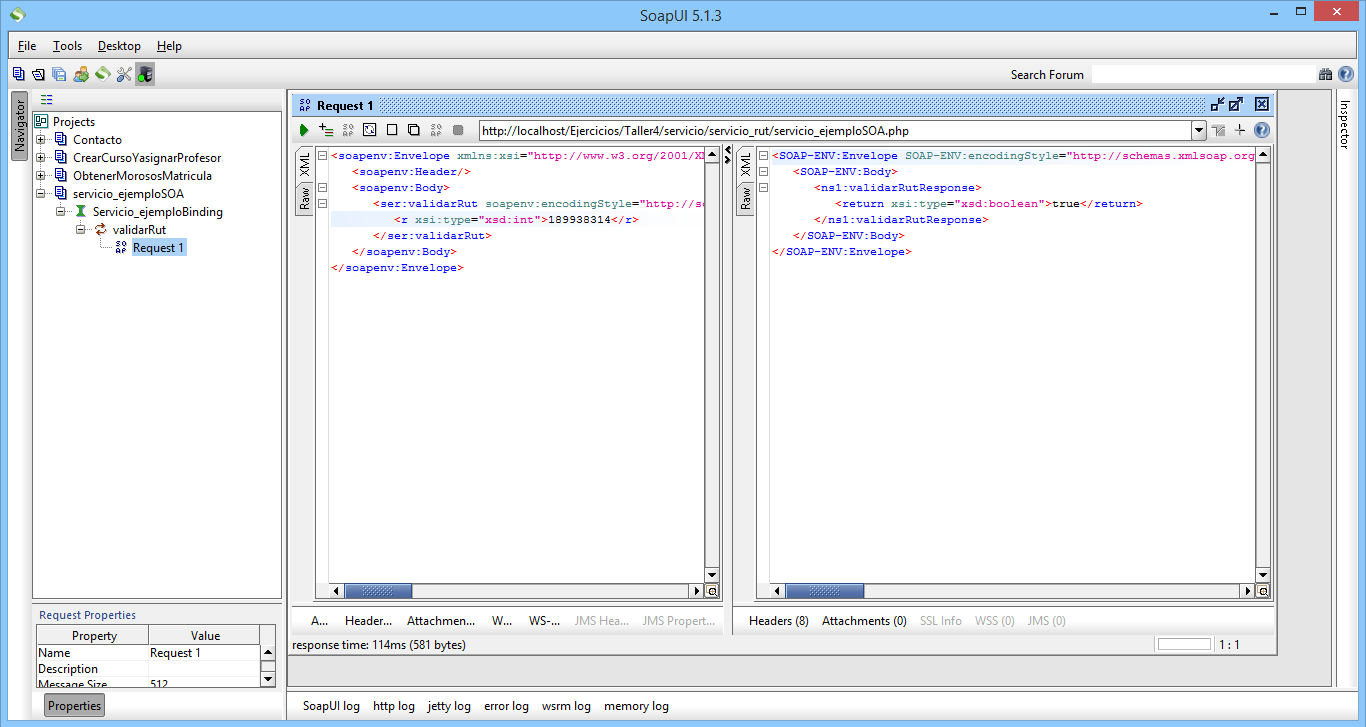 SoapUI 5.1.3
File Tools Desktop Help
Search Forum
Navigator
Projects
Contacto
CrearCursoYasignarProfesor
ObtenerMorososMatricula
servicio_ejemploSOA
Servicio_ejemploBinding
validarRut
Request 1
Request 1
http://localhost/Ejercicios/Taller4/servicio/servicio_rut/servicio_ejemploSOA.php
XML
Raw
<soapenv:Envelope xmlns:xsi="http://www.w3.org/2001/X
<soapenv:Header/>
<soapenv:Body>
<ser:validarRut soapenv:encodingStyle="http://s
<r xsi:type="xsd:int">189938314</r>
</ser:validarRut>
</soapenv:Body>
</soapenv:Envelope>
XML
Raw
<SOAP-ENV:Envelope SOAP-ENV:encodingStyle="http://schemas.xmlsoap.org
<SOAP-ENV:Body>
<ns1:validarRutResponse>
<return xsi:type="xsd:boolean">true</return>
</ns1:validarRutResponse>
</SOAP-ENV:Body>
</SOAP-ENV:Envelope>
Inspector
A... Header... Attachmen... W... WS-... JMS Hea... JMS Propert...
Headers (8) Attachments (0) SSL Info WSS (0) JMS (0)
response time: 114ms (581 bytes)
1 : 1
Request Properties
Property Value
Name Request 1
Description
Message Size 512
Properties
SoapUI log http log jetty log error log wsrm log memory log